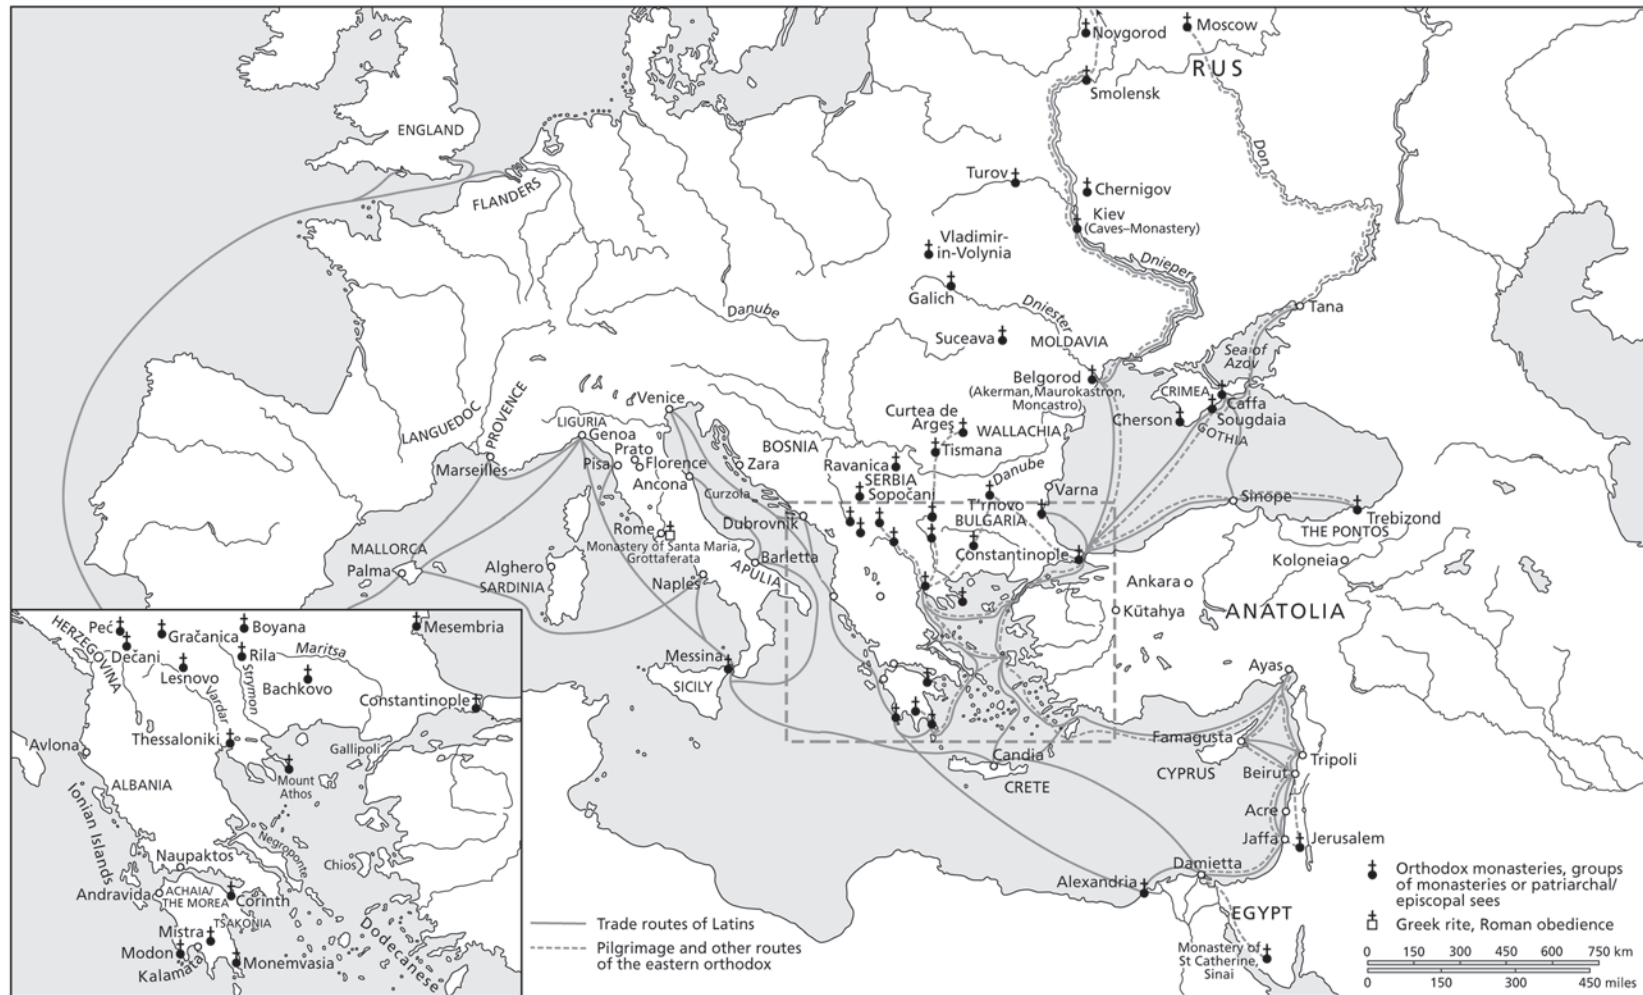 Novgorod
Moscow
RUS
Smolensk
ENGLAND
Don
FLANDERS
Turov
Chernigov
Kiev
(Caves–Monastery)
Vladimir-
in-Volynia
Dnieper
Galich
Dniester
Danube
Tana
Suceava
MOLDAVIA
Sea of
Azov
Belgorod
(Akerman, Maurokastron,
Moncastro)
CRIMEA
Caffa
Cherson
Sougdaia
GOTHIA
Venice
PROVENCE
LANGUEDOC
LIGURIA
Genoa
Curtea de
Arges
WALLACHIA
BOSNIA
Prato
Tismana
Marseilles
Pisa
Florence
Zara
Ravanica
Danube
Ancona
SERBIA
Sopočani
Varna
Curzola
Sinope
T'rnovo
Trebizond
Dubrovnik
BULGARIA
Rome
THE PONTOS
Monastery of Santa Maria,
Grottaferata
MALLORCA
Barletta
Constantinople
Koloneia
Palma
Alghero
APULIA
SARDINIA
Naples
Ankara
Kūtahya
ANATOLIA
Messina
SICILY
Ayas
Famagusta
CYPRUS
Tripoli
Beirut
Candia
CRETE
Acre
Jaffa
Jerusalem
Damietta
Alexandria
EGYPT
Monastery of
St Catherine,
Sinai
Peć
HERZEGOVINA
Gračanica
Boyana
Mesembria
Dečani
Rila
Maritsa
Lesnovo
Bachkovo
Vardar
Strymon
Constantinople
Thessaloniki
Avlona
Gallipoli
ALBANIA
Mount
Athos
Ionian Islands
Negroponte
Naupaktos
Chios
Andravida
ACHAIA/
THE MOREA
Corinth
TSAKONIA
Mistra
Modon
Kalamata
Monemvasia
Dodecanese
Trade routes of Latins
Pilgrimage and other routes
of the eastern orthodox
Orthodox monasteries, groups
of monasteries or patriarchal/
episcopal sees
Greek rite, Roman obedience
0 150 300 450 600 750 km
0 150 300 450 miles